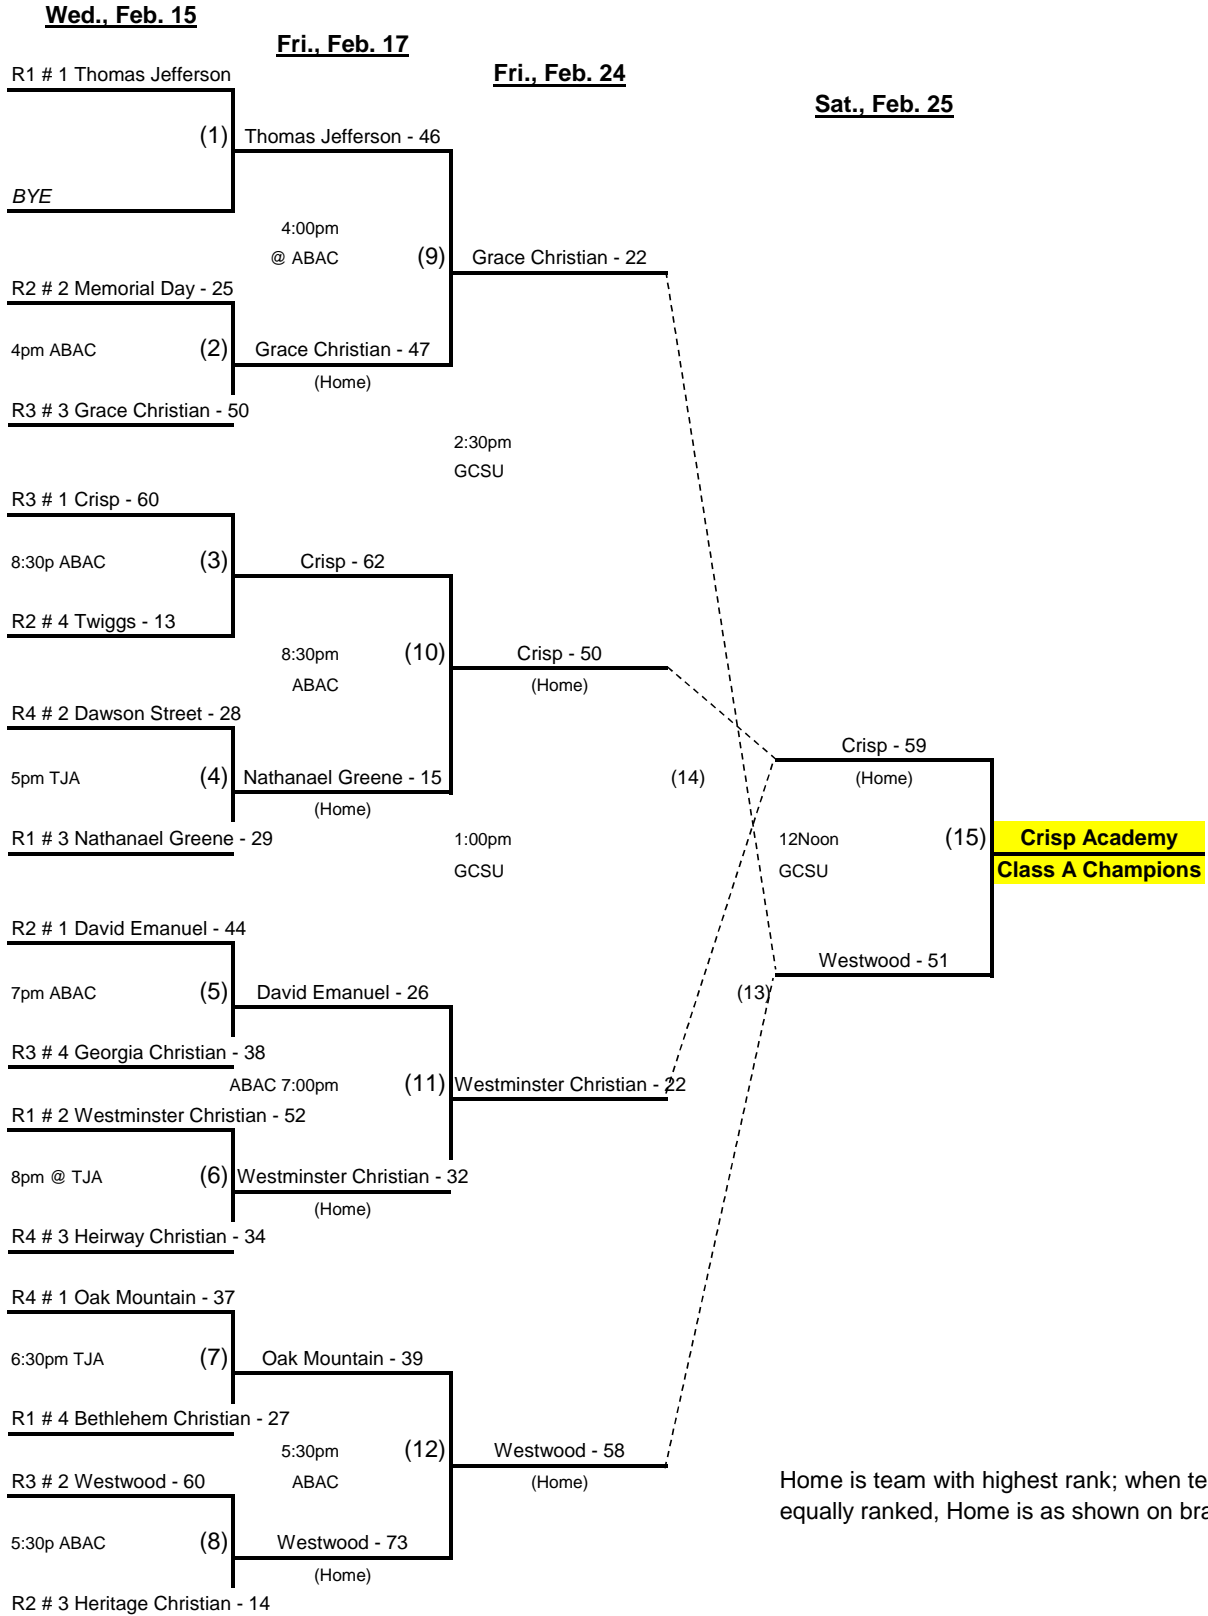 Wed., Feb. 15
Fri., Feb. 17
Fri., Feb. 24
Sat., Feb. 25
R1 # 1 Thomas Jefferson
(1)
Thomas Jefferson - 46
BYE
4:00pm
@ ABAC
(9)
Grace Christian - 22
R2 # 2 Memorial Day - 25
4pm ABAC
(2)
Grace Christian - 47
(Home)
R3 # 3 Grace Christian - 50
2:30pm
GCSU
R3 # 1 Crisp - 60
8:30p ABAC
(3)
Crisp - 62
R2 # 4 Twiggs - 13
8:30pm
ABAC
(10)
Crisp - 50
(Home)
R4 # 2 Dawson Street - 28
Crisp - 59
(Home)
5pm TJA
(4)
Nathanael Greene - 15
(Home)
(14)
R1 # 3 Nathanael Greene - 29
1:00pm
GCSU
12Noon
GCSU
(15)
Crisp Academy
Class A Champions
R2 # 1 David Emanuel - 44
Westwood - 51
7pm ABAC
(5)
David Emanuel - 26
(13)
R3 # 4 Georgia Christian - 38
ABAC 7:00pm
(11)
Westminster Christian - 22
R1 # 2 Westminster Christian - 52
8pm @ TJA
(6)
Westminster Christian - 32
(Home)
R4 # 3 Heirway Christian - 34
R4 # 1 Oak Mountain - 37
6:30pm TJA
(7)
Oak Mountain - 39
R1 # 4 Bethlehem Christian - 27
5:30pm
ABAC
(12)
Westwood - 58
(Home)
R3 # 2 Westwood - 60
Home is team with highest rank; when te
equally ranked, Home is as shown on bra
5:30p ABAC
(8)
Westwood - 73
(Home)
R2 # 3 Heritage Christian - 14